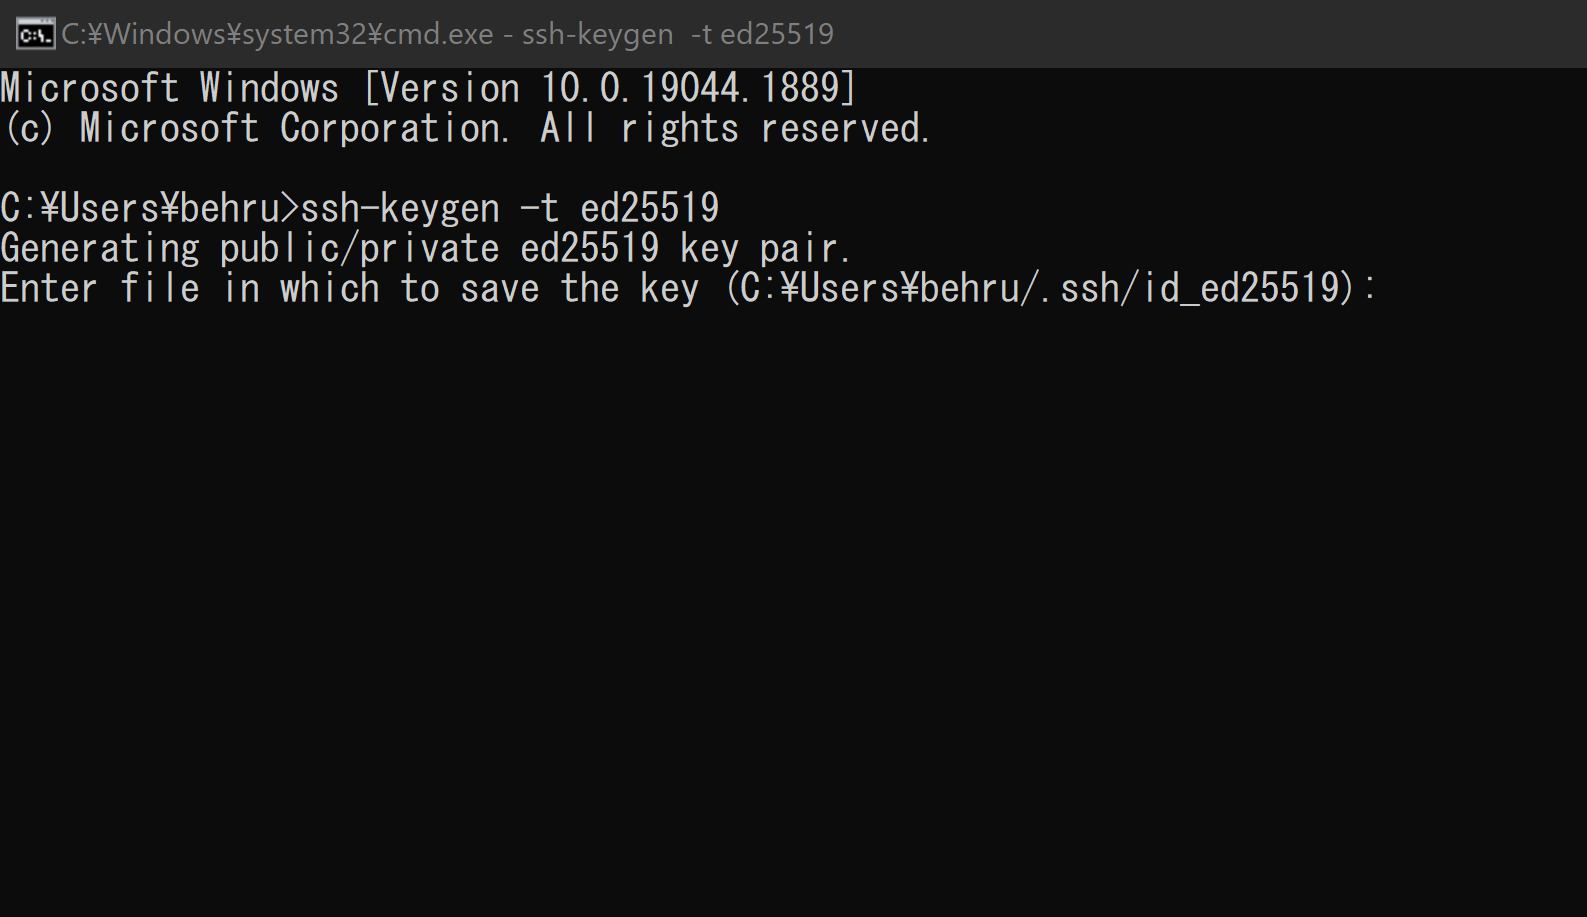 C:¥Windows¥system32¥cmd.exe - ssh-keygen  -t ed25519
Microsoft Windows [Version 10.0.19044.1889]
(c) Microsoft Corporation. All rights reserved.
C:¥Users¥behru>ssh-keygen -t ed25519
Generating public/private ed25519 key pair.
Enter file in which to save the key (C:¥Users¥behru/.ssh/id_ed25519):